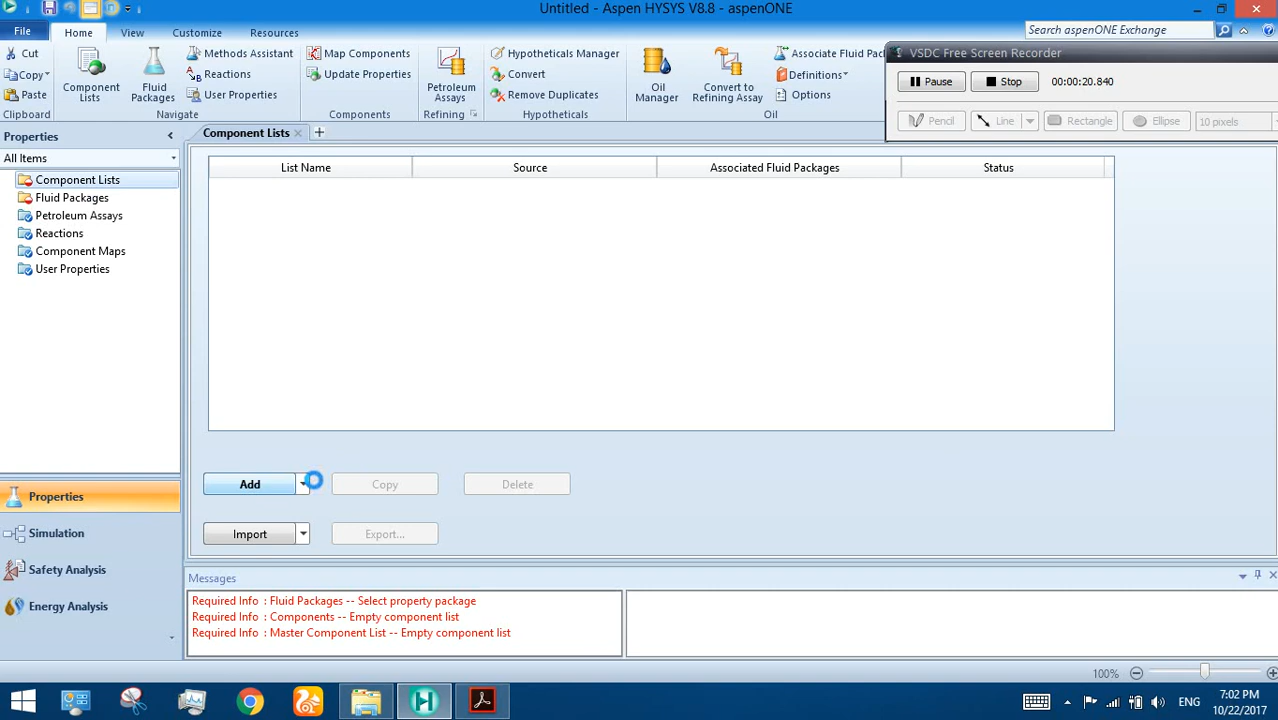 Untitled - Aspen HYSYS V8.8 - aspenONE
File Home View Customize Resources
Search aspenONE Exchange
Cut
Copy
Paste
Clipboard
Component Lists
Fluid Packages
Methods Assistant
Reactions
User Properties
Navigate
Map Components
Update Properties
Components
Petroleum Assays
Refining
Hypotheticals Manager
Convert
Remove Duplicates
Hypotheticals
Oil Manager
Convert to Refining Assay
Associate Fluid Pac
Definitions
Options
Oil
VSDC Free Screen Recorder
Pause Stop 00:00:20.840
Pencil Line Rectangle Ellipse 10 pixels
Properties
All Items
Component Lists
Fluid Packages
Petroleum Assays
Reactions
Component Maps
User Properties
Properties
Simulation
Safety Analysis
Energy Analysis
Component Lists
List Name Source Associated Fluid Packages Status
Add Copy Delete
Import Export...
Messages
Required Info : Fluid Packages -- Select property package
Required Info : Components -- Empty component list
Required Info : Master Component List -- Empty component list
100%
ENG
7:02 PM
10/22/2017